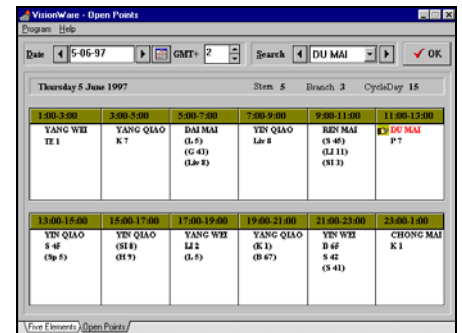 VisionWare - Open Points
Program Help
Date 5-06-97 GMT+ 2 Search DU MAI OK
Thursday 5 June 1997 Stem 5 Branch 3 CycleDay 15
1:00-3:00 3:00-5:00 5:00-7:00 7:00-9:00 9:00-11:00 11:00-13:00
YANG WEI YANG QIAO DAI MAI YIN QIAO REN MAI DU MAI
TE 1 K 7 (L 5) Liv 8 (S 45) P 7
(G 43) (LI 11)
(Liv 8) (SI 3)
13:00-15:00 15:00-17:00 17:00-19:00 19:00-21:00 21:00-23:00 23:00-1:00
YIN QIAO YIN QIAO YANG WEI YANG QIAO YIN WEI CHONG MAI
S 45 (SI 8) LI 2 (K 1) B 65 K 1
(Sp 5) (H 9) (L 5) (B 67) S 42
(S 41)
Five Elements Open Points